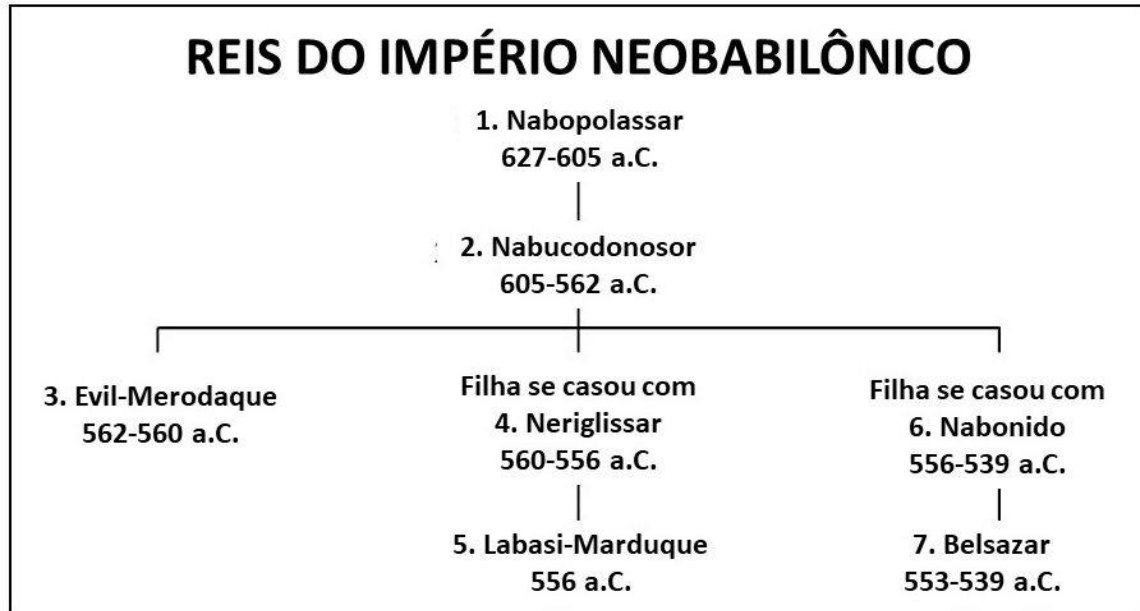 REIS DO IMPÉRIO NEOBABILÔNICO
1. Nabopolassar
627-605 a.C.
2. Nabucodonosor
605-562 a.C.
3. Evil-Merodaque
562-560 a.C.
Filha se casou com
4. Neriglissar
560-556 a.C.
5. Labasi-Marduque
556 a.C.
Filha se casou com
6. Nabonido
556-539 a.C.
7. Belsazar
553-539 a.C.